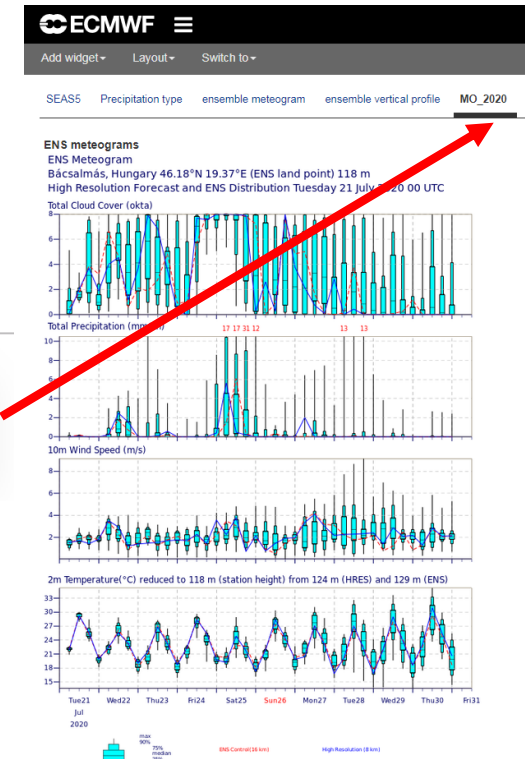 ECMWF
Add widget Layout Switch to
SEAS5 Precipitation type ensemble meteogram ensemble vertical profile MO_2020
ENS meteograms
ENS Meteogram
Bácsalmás, Hungary 46.18°N 19.37°E (ENS land point) 118 m
High Resolution Forecast and ENS Distribution Tuesday 21 July 2020 00 UTC
Total Cloud Cover (okta)
8
6
4
2
0
Total Precipitation
17 17 31 12 13 13
10
8
6
4
2
0
10m Wind Speed (m/s)
8
6
4
2
2m Temperature(°C) reduced to 118 m (station height) from 124 m (HRES) and 129 m (ENS)
33
30
27
24
21
18
15
Tue21 Wed22 Thu23 Fri24 Sat25 Sun26 Mon27 Tue28 Wed29 Thu30 Fri31
Jul
2020
max
90%
75%
median
ENS Control(16 km) High Resolution (8 km)